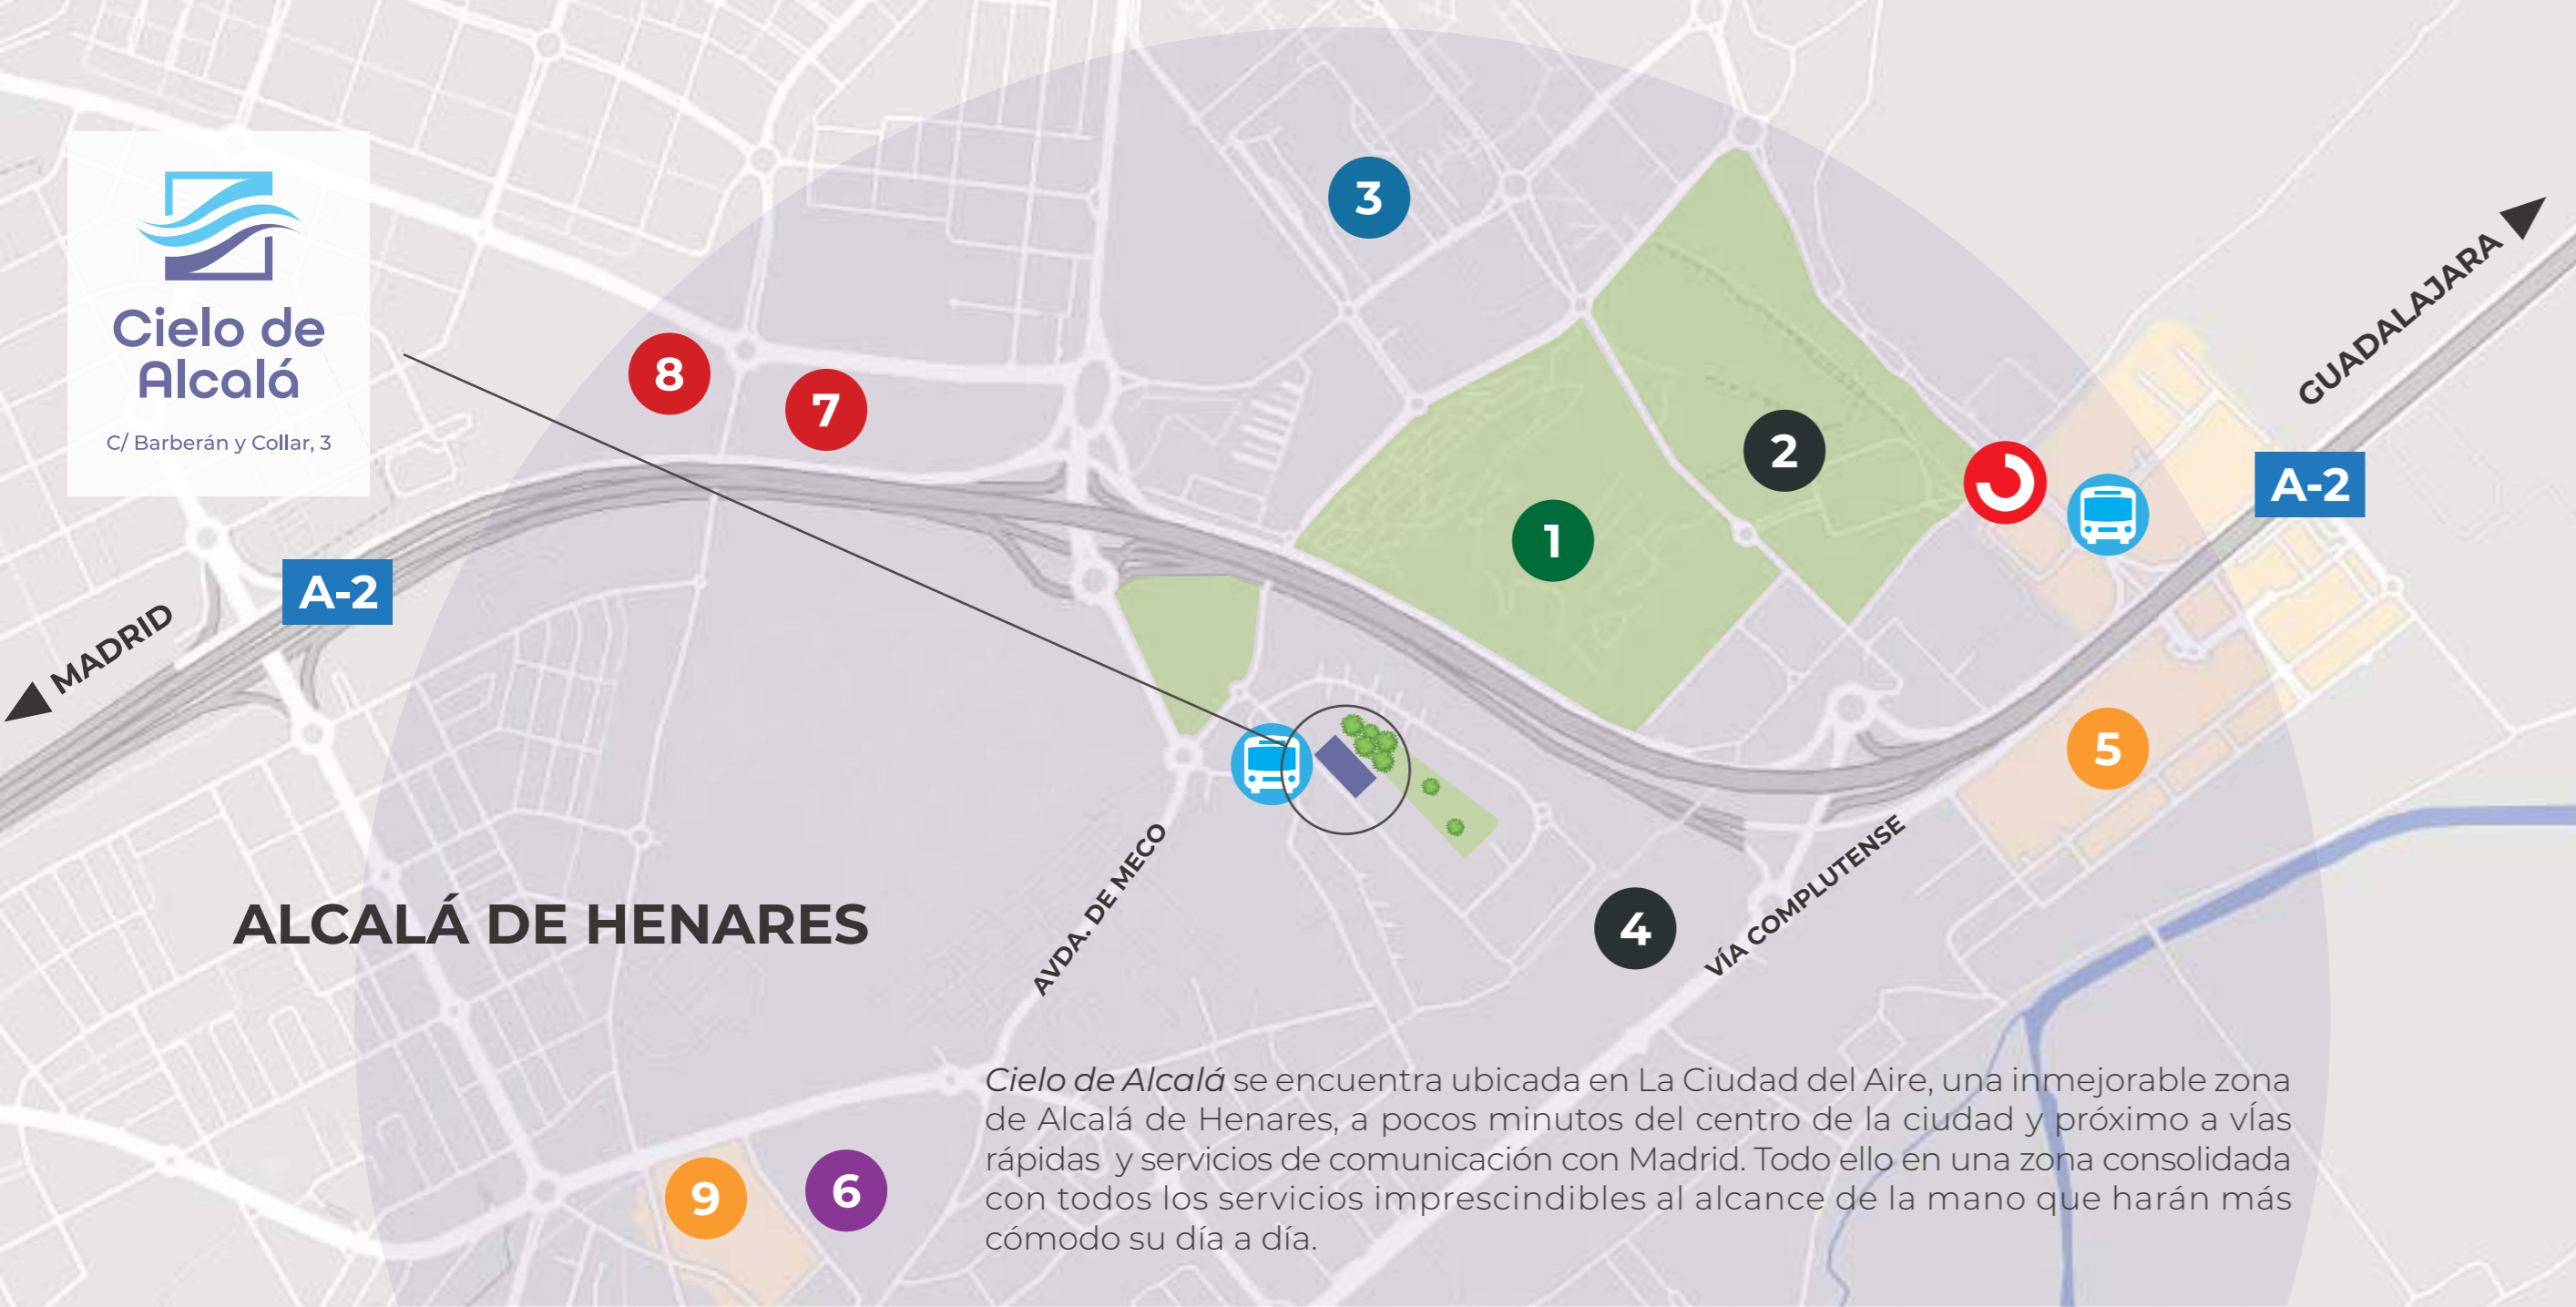 Cielo de
Alcalá
C/ Barberán y Collar, 3
3
8
7
2
1
GUADALAJARA
A-2
A-2
MADRID
5
4
AVDA. DE MECO
VÍA COMPLUTENSE
ALCALÁ DE HENARES
9
6
Cielo de Alcalá se encuentra ubicada en La Ciudad del Aire, una inmejorable zona
de Alcalá de Henares, a pocos minutos del centro de la ciudad y próximo a vías
rápidas y servicios de comunicación con Madrid. Todo ello en una zona consolidada
con todos los servicios imprescindibles al alcance de la mano que harán más
cómodo su día a día.